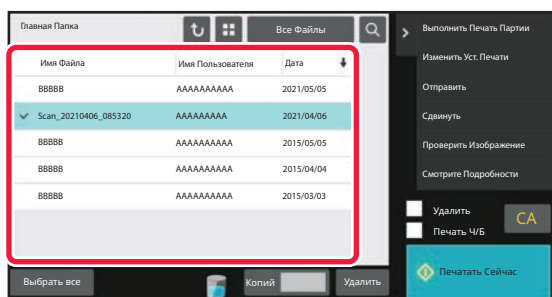 Главная Папка
Все Файлы
Имя Файла Имя Пользователя Дата
BBBBB AAAAAAAAAA 2021/05/05
Scan_20210406_085320 AAAAAAAAA 2021/04/06
BBBBB AAAAAAAAAA 2015/05/05
BBBBB AAAAAAAAAA 2015/04/04
BBBBB AAAAAAAAAA 2015/03/03
Выбрать все
Копий
Удалить
Выполнить Печать Партии
Изменить Уст. Печати
Отправить
Сдвинуть
Проверить Изображение
Смотрите Подробности
Удалить
Печать Ч/Б
CA
Печатать Сейчас